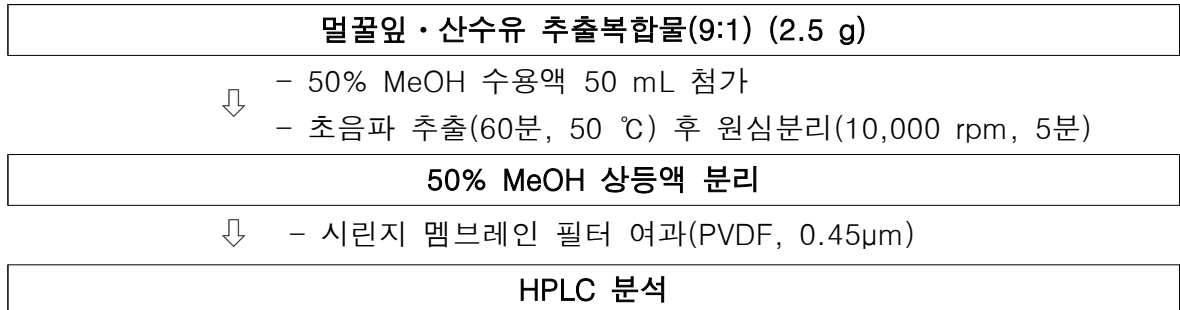 멀꿀잎・산수유 추출복합물(9:1) (2.5 g)
⇩ - 50% MeOH 수용액 50 mL 첨가
- 초음파 추출(60분, 50 ℃) 후 원심분리(10,000 rpm, 5분)
50% MeOH 상등액 분리
⇩ - 시린지 멤브레인 필터 여과(PVDF, 0.45μm)
HPLC 분석